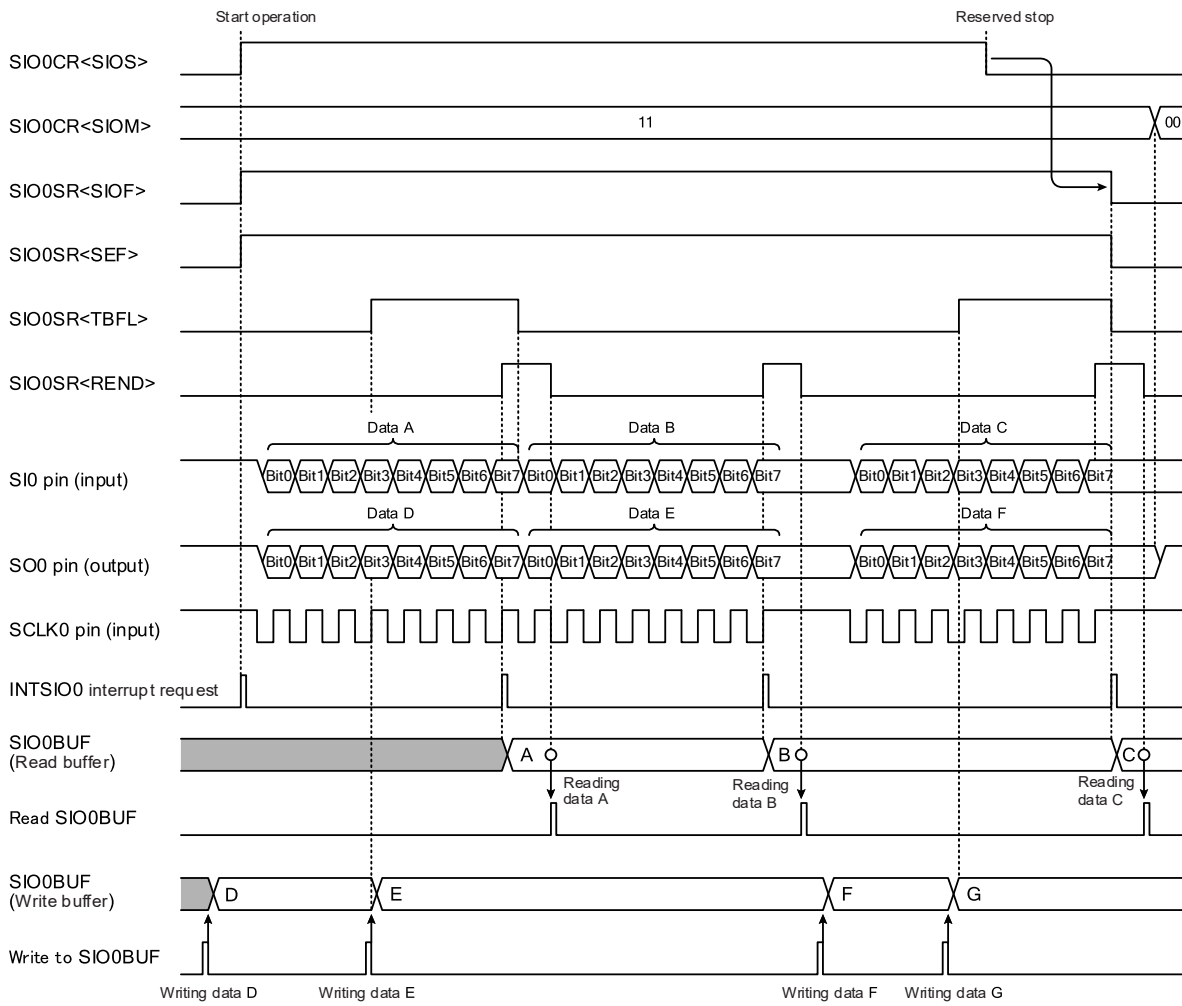 Start operation
Reserved stop
SIO0CR<SIOS>
SIO0CR<SIOM>
11
00
SIO0SR<SIOF>
SIO0SR<SEF>
SIO0SR<TBFL>
SIO0SR<REND>
Data A
Data B
Data C
SI0 pin (input)
Bit0 Bit1 Bit2 Bit3 Bit4 Bit5 Bit6 Bit7 Bit0 Bit1 Bit2 Bit3 Bit4 Bit5 Bit6 Bit7 Bit0 Bit1 Bit2 Bit3 Bit4 Bit5 Bit6 Bit7
Data D
Data E
Data F
SO0 pin (output)
Bit0 Bit1 Bit2 Bit3 Bit4 Bit5 Bit6 Bit7 Bit0 Bit1 Bit2 Bit3 Bit4 Bit5 Bit6 Bit7 Bit0 Bit1 Bit2 Bit3 Bit4 Bit5 Bit6 Bit7
SCLK0 pin (input)
INTSIO0 interrupt request
SIO0BUF
(Read buffer)
A
B
C
Reading
data A
Reading
data B
Reading
data C
Read SIO0BUF
SIO0BUF
(Write buffer)
D
E
F
G
Write to SIO0BUF
Writing data D
Writing data E
Writing data F
Writing data G